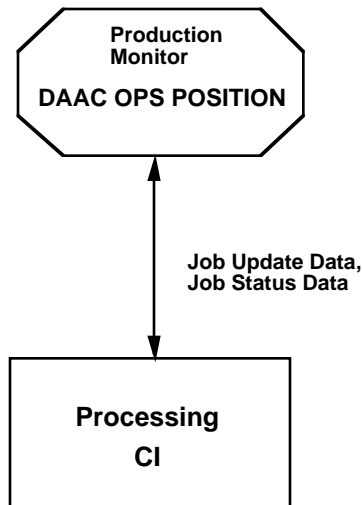 Production
Monitor
DAAC OPS POSITION
Job Update Data,
Job Status Data
Processing
CI